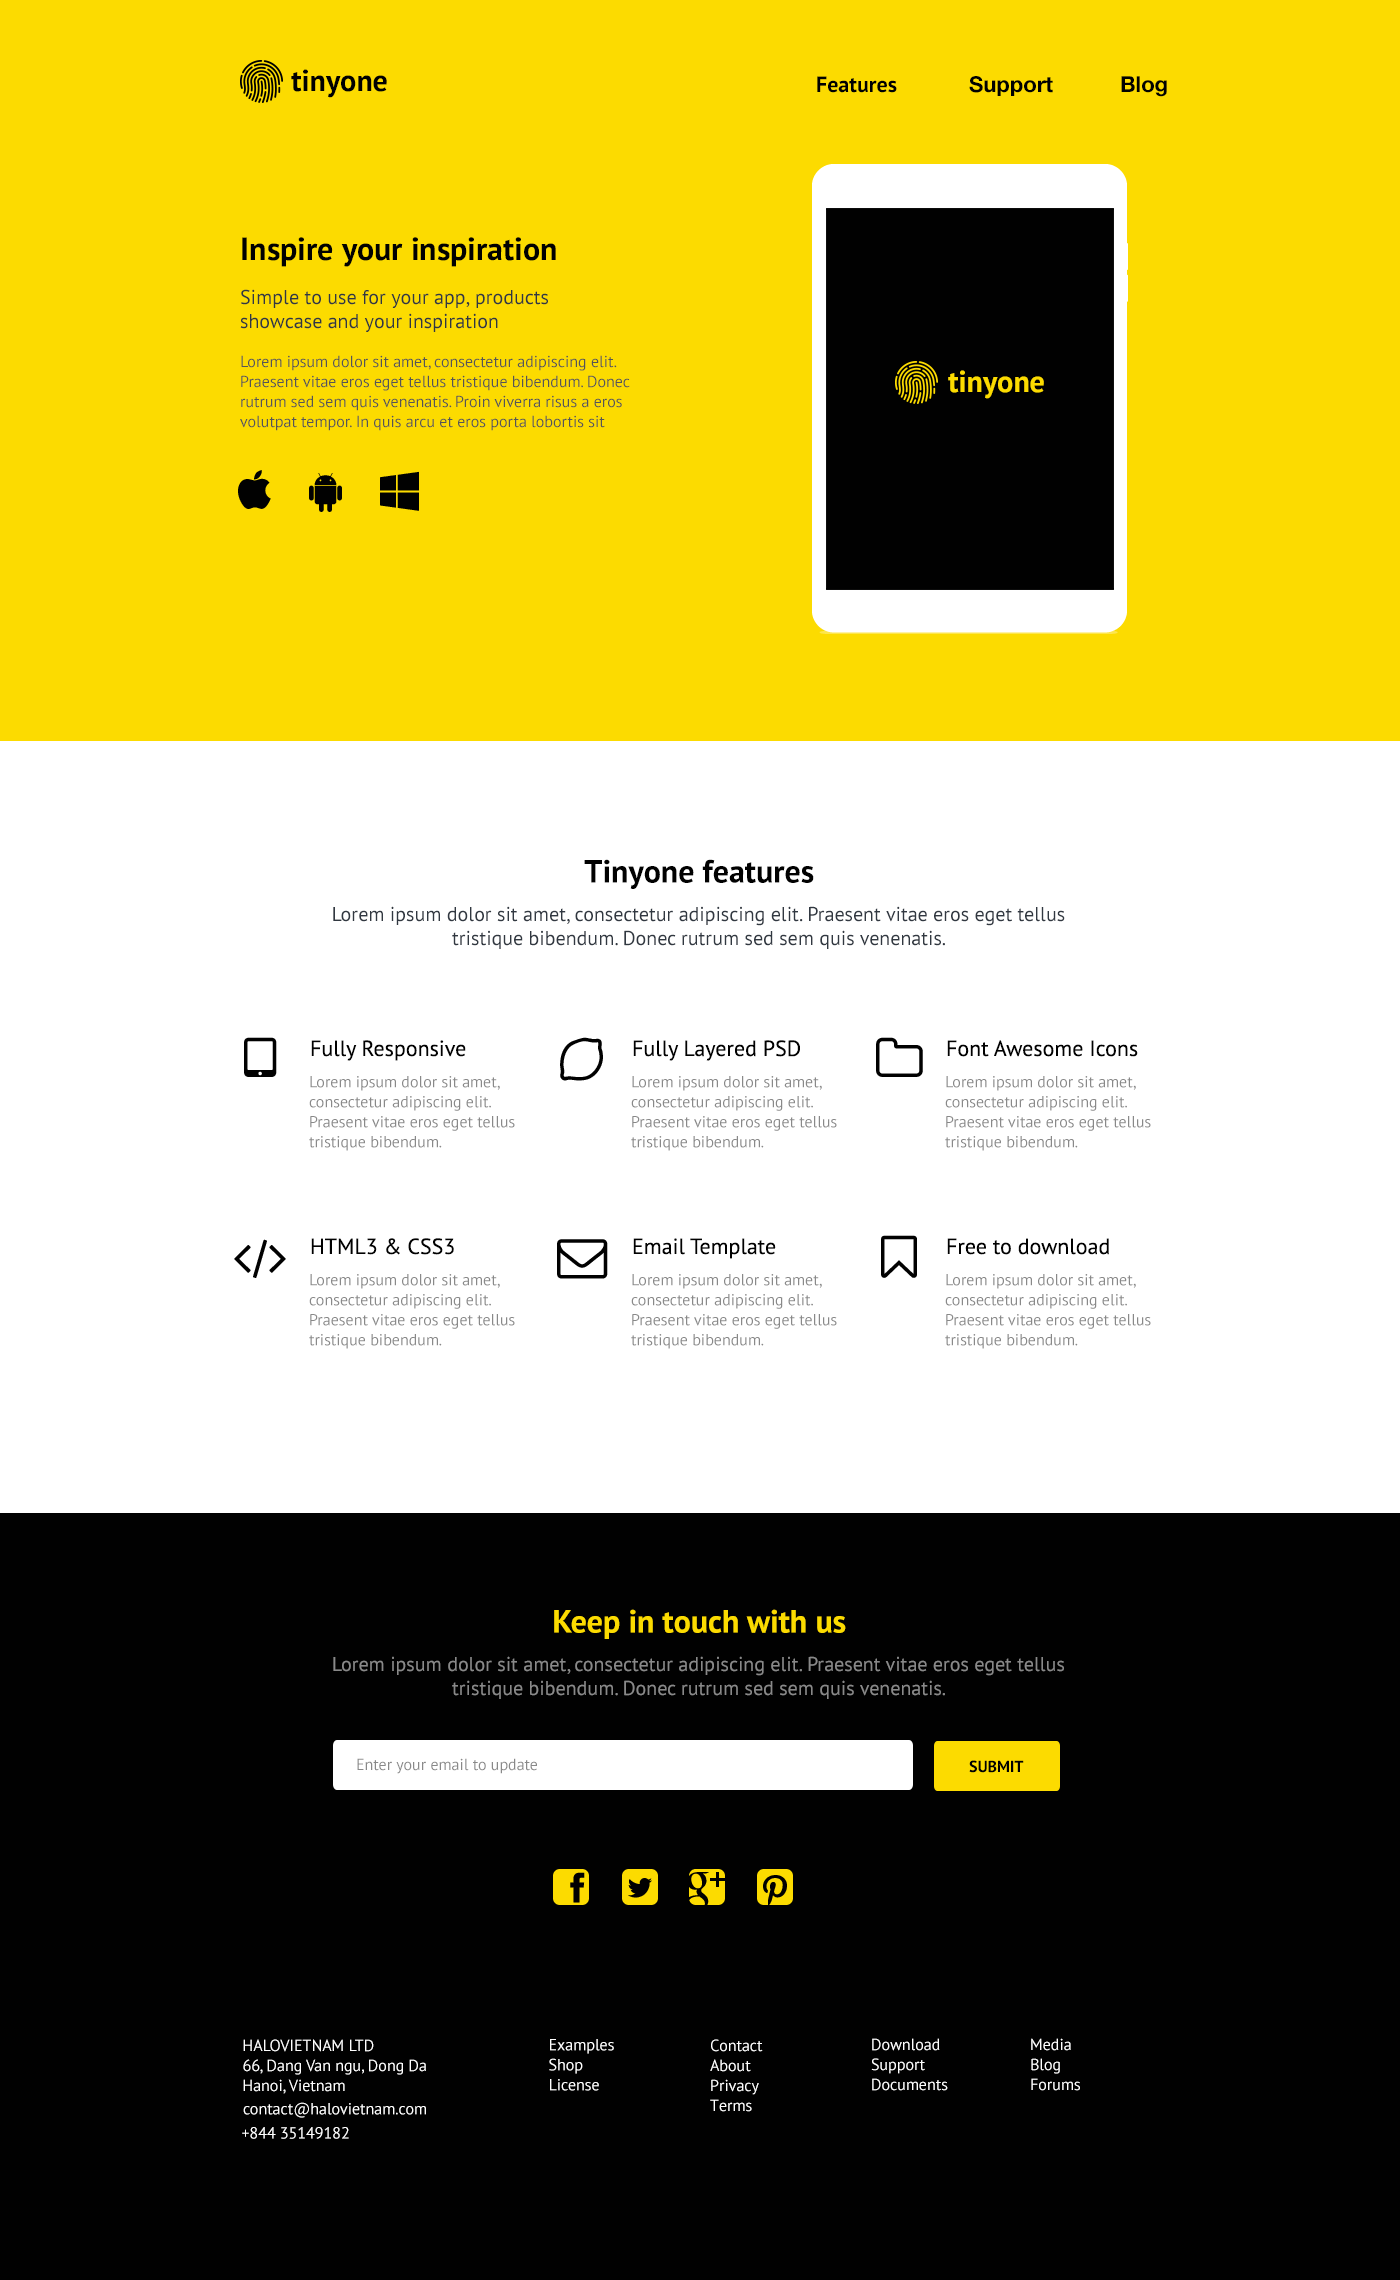 tinyone
Features
Support
Blog
Inspire your inspiration
Simple to use for your app, products
showcase and your inspiration
Lorem ipsum dolor sit amet, consectetur adipiscing elit.
Praesent vitae eros eget tellus tristique bibendum. Donec
rutrum sed sem quis venenatis. Proin viverra risus a eros
volutpat tempor. In quis arcu et eros porta lobortis sit
tinyone
Tinyone features
Lorem ipsum dolor sit amet, consectetur adipiscing elit. Praesent vitae eros eget tellus
tristique bibendum. Donec rutrum sed sem quis venenatis.
Fully Responsive
Lorem ipsum dolor sit amet,
consectetur adipiscing elit.
Praesent vitae eros eget tellus
tristique bibendum.
Fully Layered PSD
Lorem ipsum dolor sit amet,
consectetur adipiscing elit.
Praesent vitae eros eget tellus
tristique bibendum.
Font Awesome Icons
Lorem ipsum dolor sit amet,
consectetur adipiscing elit.
Praesent vitae eros eget tellus
tristique bibendum.
HTML3 & CSS3
Lorem ipsum dolor sit amet,
consectetur adipiscing elit.
Praesent vitae eros eget tellus
tristique bibendum.
Email Template
Lorem ipsum dolor sit amet,
consectetur adipiscing elit.
Praesent vitae eros eget tellus
tristique bibendum.
Free to download
Lorem ipsum dolor sit amet,
consectetur adipiscing elit.
Praesent vitae eros eget tellus
tristique bibendum.
Keep in touch with us
Lorem ipsum dolor sit amet, consectetur adipiscing elit. Praesent vitae eros eget tellus
tristique bibendum. Donec rutrum sed sem quis venenatis.
Enter your email to update
SUBMIT
HALOVIETNAM LTD
66, Dang Van ngu, Dong Da
Hanoi, Vietnam
contact@halovietnam.com
+844 35149182
Examples
Shop
License
Contact
About
Privacy
Terms
Download
Support
Documents
Media
Blog
Forums